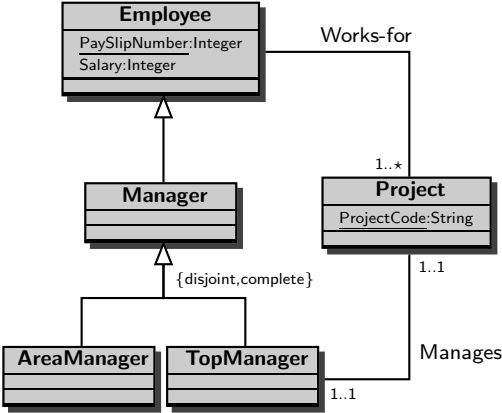 Employee
PaySlipNumber:Integer
Salary:Integer
Works-for
1..⋆
Manager
Project
ProjectCode:String
1..1
{disjoint,complete}
AreaManager
TopManager
Manages
1..1